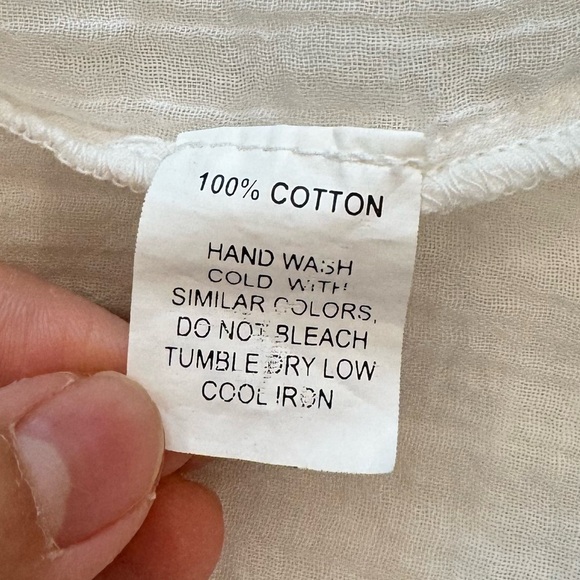 100% COTTON
HAND WASH
COLD WITH
SIMILAR COLORS,
DO NOT BLEACH
TUMBLE DRY LOW
COOL IRON